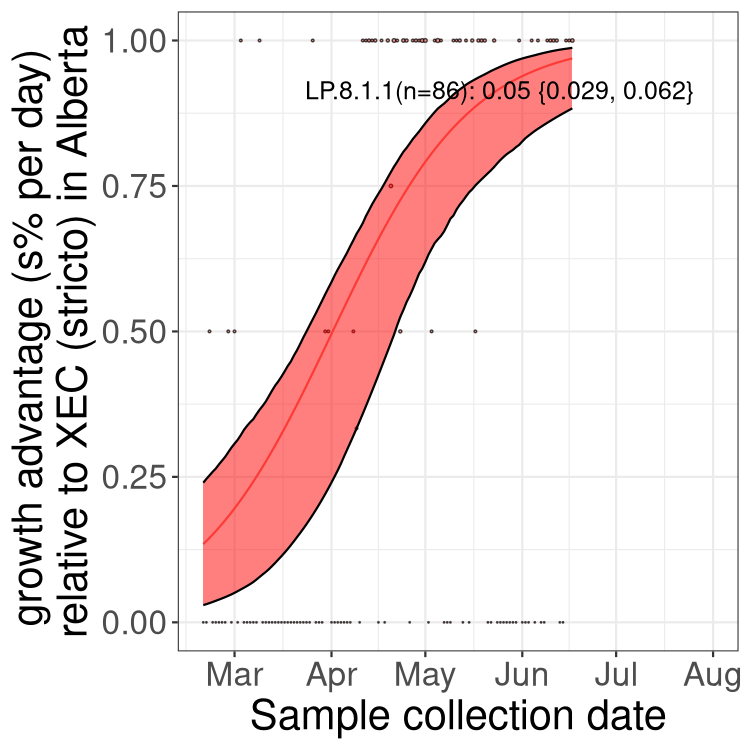 growth advantage (s% per day)
relative to XEC (stricto) in Alberta
1.00
0.75
0.50
0.25
0.00
LP.8.1.1(n=86): 0.05 {0.029, 0.062}
Mar Apr May Jun Jul Aug
Sample collection date